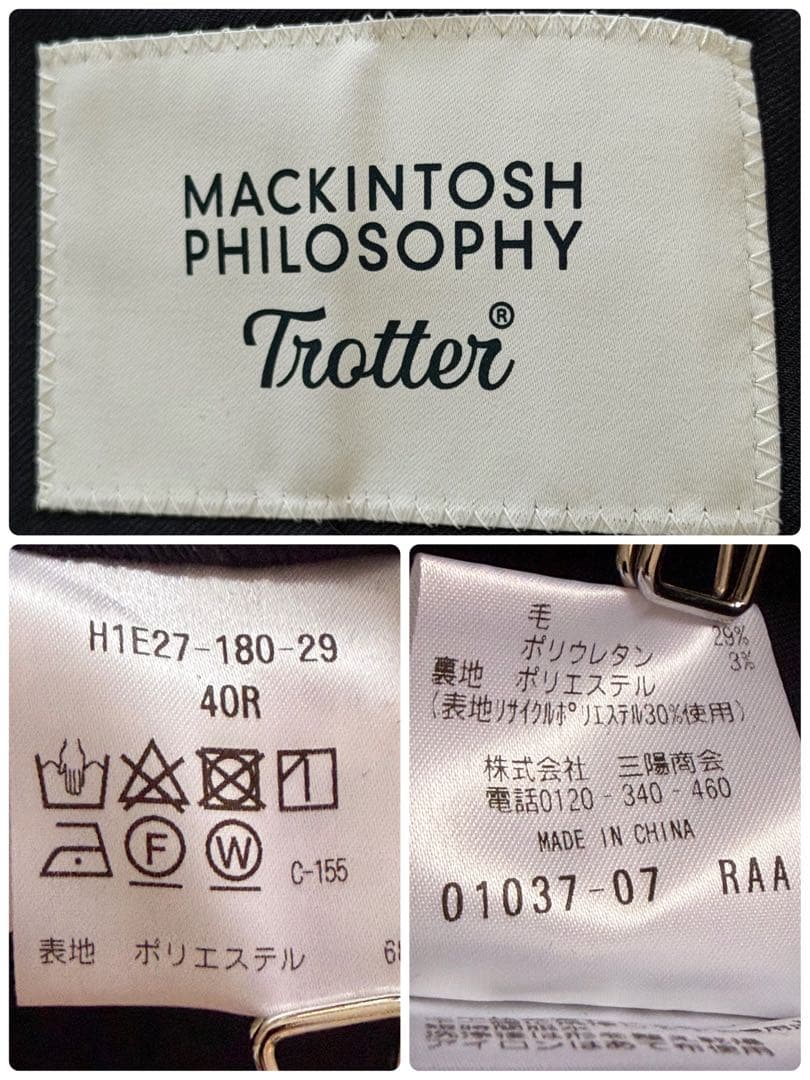 MACKINTOSH
PHILOSOPHY
Trotter®
H1E27-180-29
40R
F W C-155
表地 ポリエステル 68
毛 29%
ポリウレタン 3%
裏地 ポリエステル
(表地リサイクルポリエステル30%使用)
株式会社 三陽商会
電話0120-340-460
MADE IN CHINA
01037-07 RAA